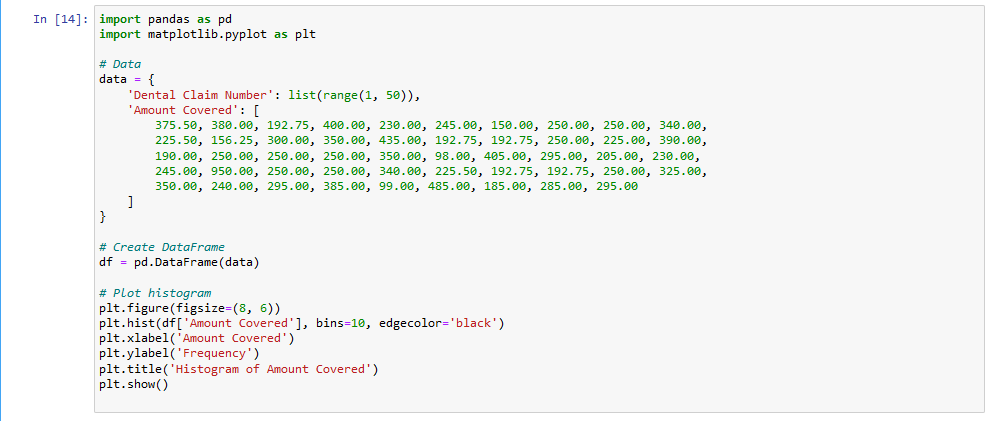 In [14]: import pandas as pd
import matplotlib.pyplot as plt

# Data
data = {
    'Dental Claim Number': list(range(1, 50)),
    'Amount Covered': [
        375.50, 380.00, 192.75, 400.00, 230.00, 245.00, 150.00, 250.00, 250.00, 340.00,
        225.50, 156.25, 300.00, 350.00, 435.00, 192.75, 192.75, 250.00, 225.00, 390.00,
        190.00, 250.00, 250.00, 250.00, 350.00, 98.00, 405.00, 295.00, 205.00, 230.00,
        245.00, 950.00, 250.00, 250.00, 340.00, 225.50, 192.75, 192.75, 250.00, 325.00,
        350.00, 240.00, 295.00, 385.00, 99.00, 485.00, 185.00, 285.00, 295.00
    ]
}

# Create DataFrame
df = pd.DataFrame(data)

# Plot histogram
plt.figure(figsize=(8, 6))
plt.hist(df['Amount Covered'], bins=10, edgecolor='black')
plt.xlabel('Amount Covered')
plt.ylabel('Frequency')
plt.title('Histogram of Amount Covered')
plt.show()